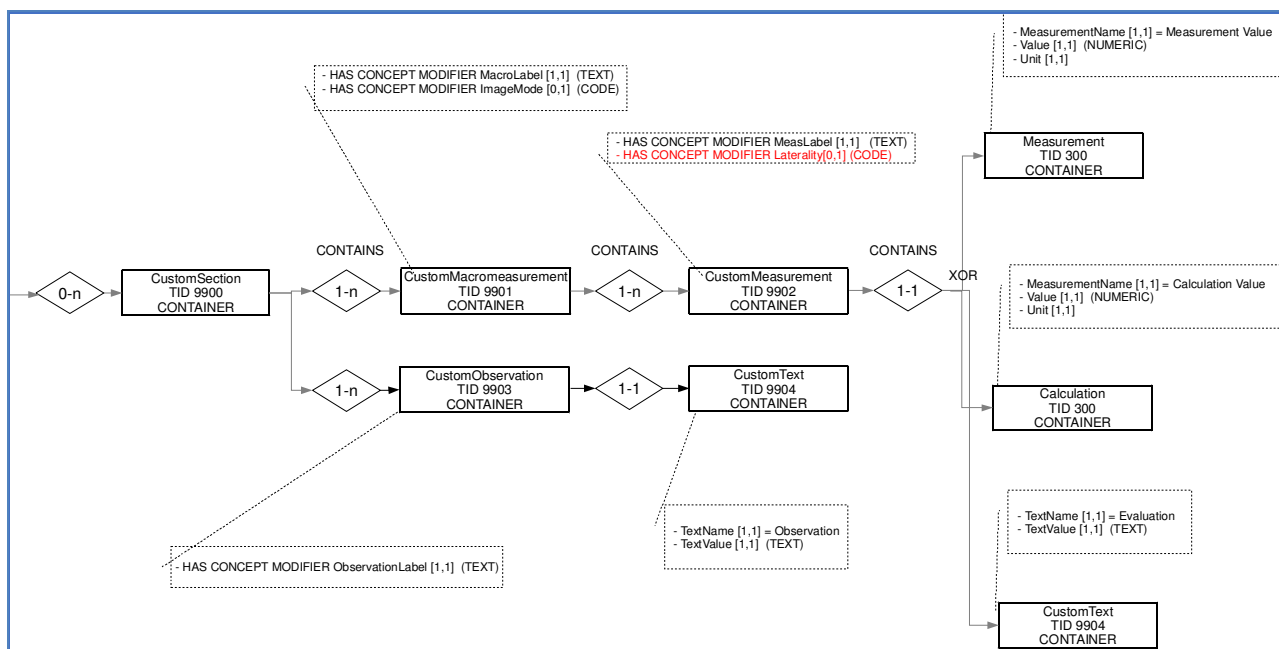 - MeasurementName [1,1] = Measurement Value
- Value [1,1] (NUMERIC)
- Unit [1,1]
- HAS CONCEPT MODIFIER MacroLabel [1,1] (TEXT)
- HAS CONCEPT MODIFIER ImageMode [0,1] (CODE)
- HAS CONCEPT MODIFIER MeasLabel [1,1] (TEXT)
- HAS CONCEPT MODIFIER Laterality[0,1] (CODE)
Measurement
TID 300
CONTAINER
CONTAINS
CONTAINS
CONTAINS
0-n
CustomSection
TID 9900
CONTAINER
1-n
CustomMacromeasurement
TID 9901
CONTAINER
1-n
CustomMeasurement
TID 9902
CONTAINER
1-1
XOR
- MeasurementName [1,1] = Calculation Value
- Value [1,1] (NUMERIC)
- Unit [1,1]
1-n
CustomObservation
TID 9903
CONTAINER
1-1
CustomText
TID 9904
CONTAINER
Calculation
TID 300
CONTAINER
- HAS CONCEPT MODIFIER ObservationLabel [1,1] (TEXT)
- TextName [1,1] = Observation
- TextValue [1,1] (TEXT)
- TextName [1,1] = Evaluation
- TextValue [1,1] (TEXT)
CustomText
TID 9904
CONTAINER